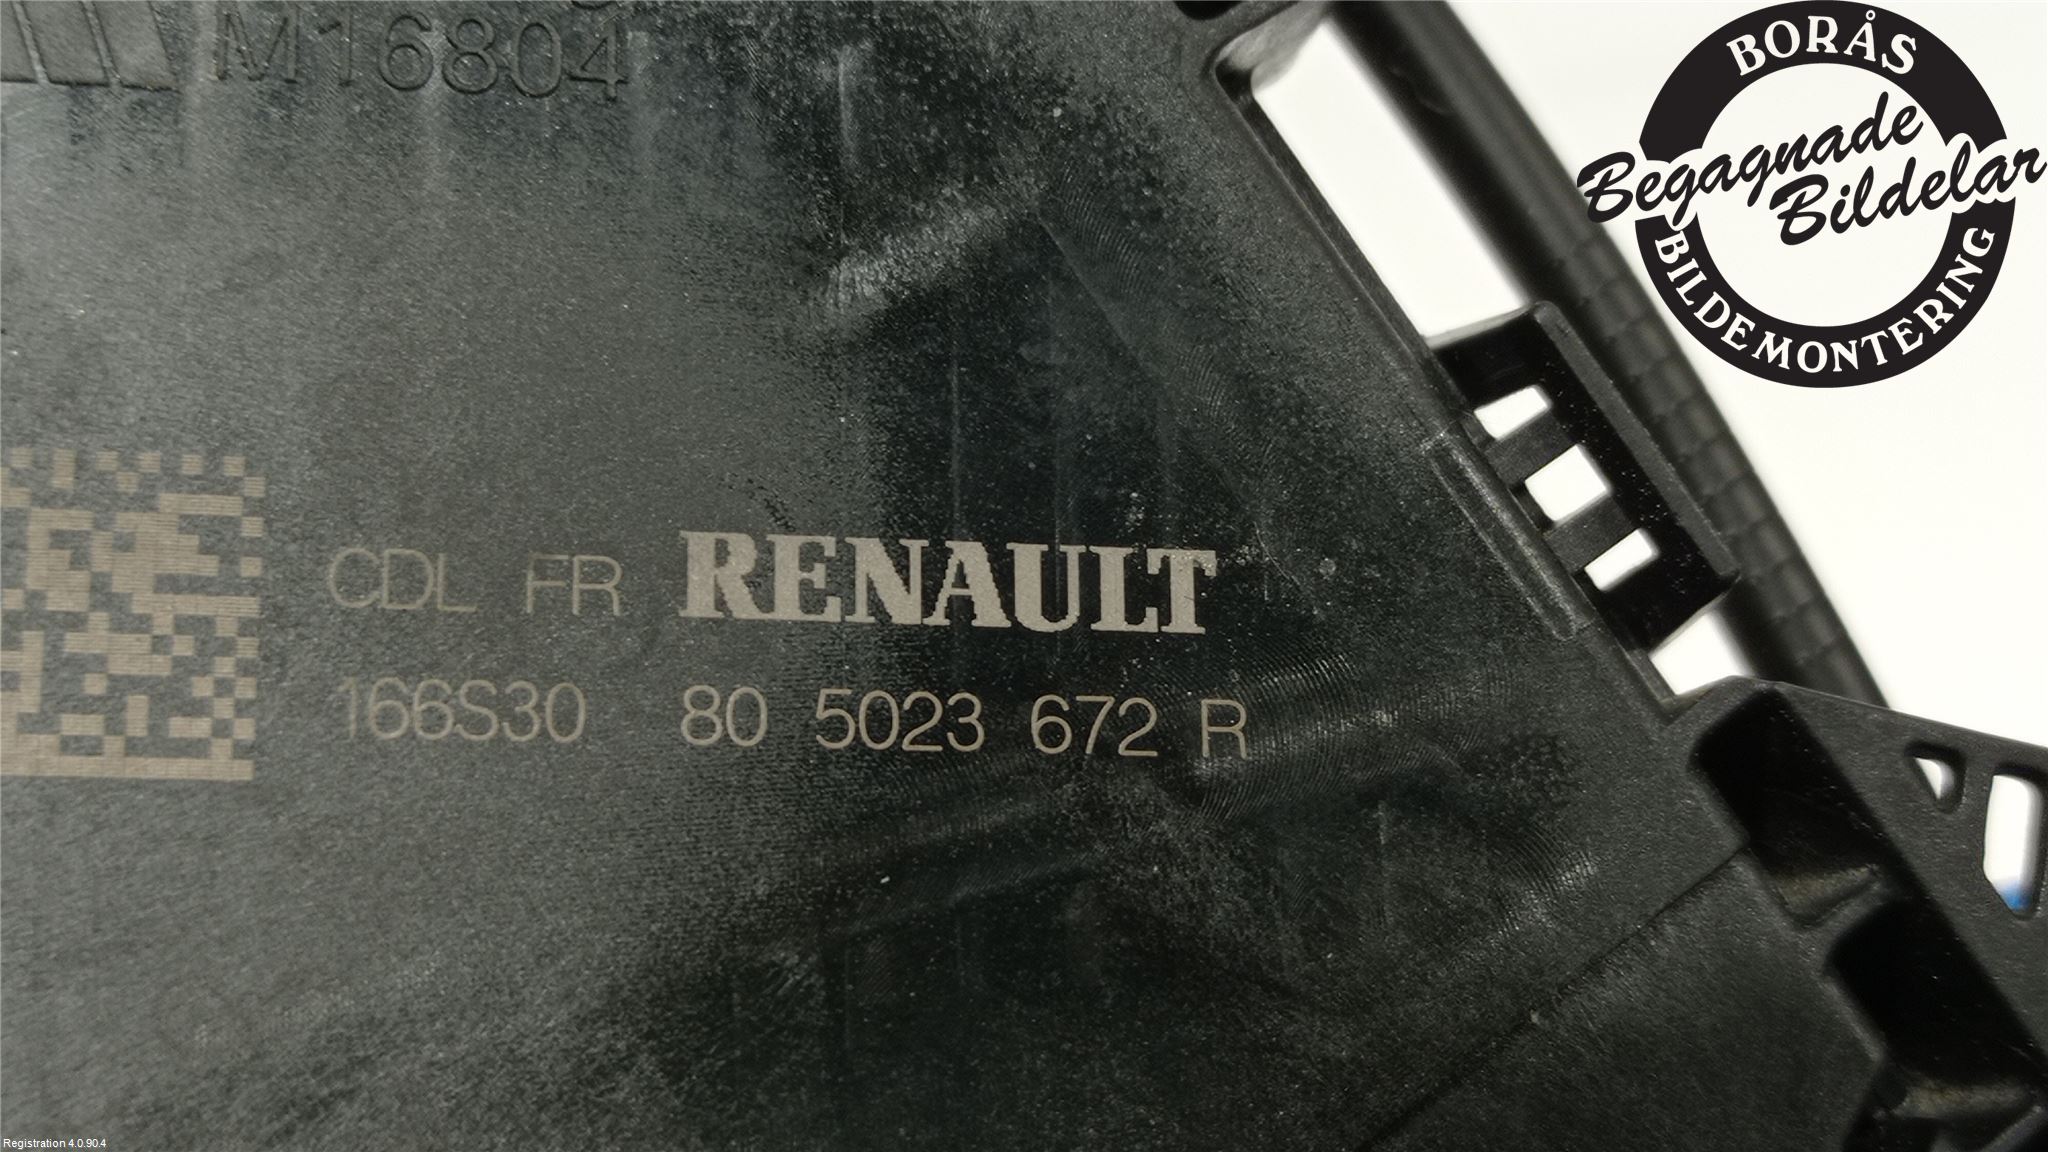 M16804
BORÅS
Begagnade
Bildelar
BILDEMONTERING
CDL FR RENAULT
166S30 80 5023 672 R
Registration 4.0.90.4